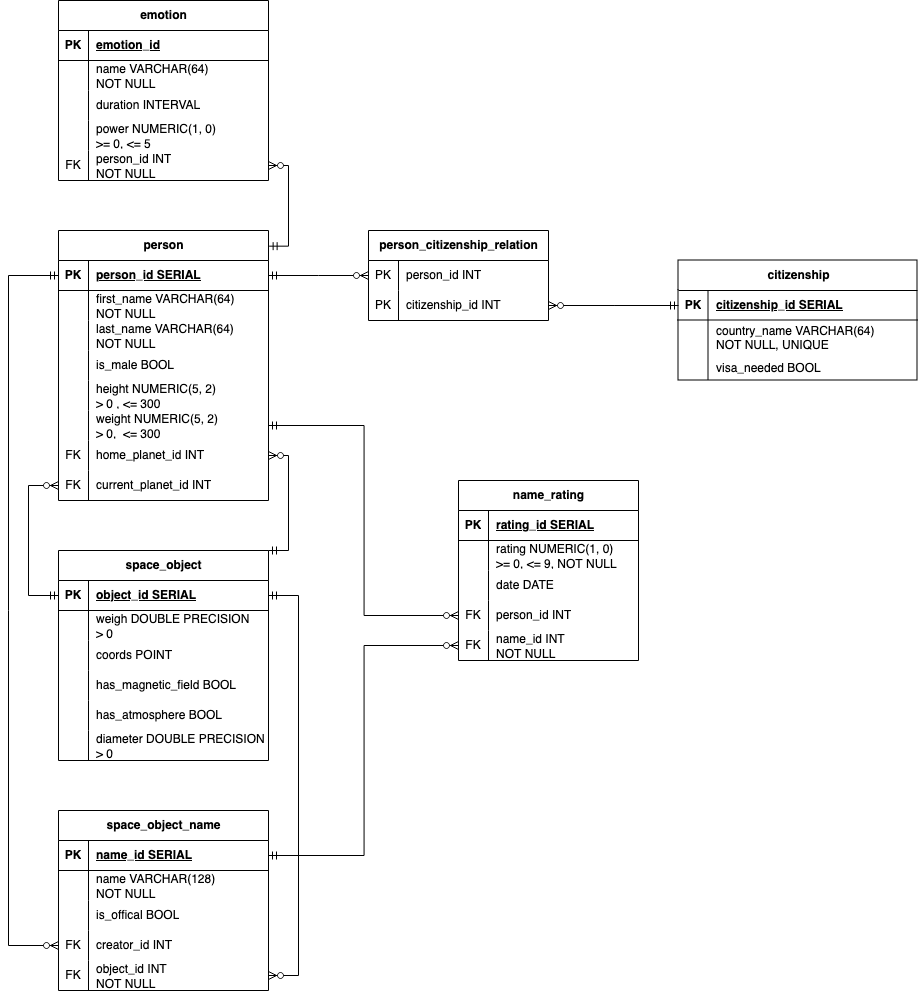 emotion
PK emotion_id
name VARCHAR(64)
NOT NULL
duration INTERVAL
power NUMERIC(1, 0)
>= 0, <= 5
FK person_id INT
NOT NULL
person
PK person_id SERIAL
first_name VARCHAR(64)
NOT NULL
last_name VARCHAR(64)
NOT NULL
is_male BOOL
height NUMERIC(5, 2)
> 0 , <= 300
weight NUMERIC(5, 2)
> 0, <= 300
FK home_planet_id INT
FK current_planet_id INT
person_citizenship_relation
PK person_id INT
PK citizenship_id INT
citizenship
PK citizenship_id SERIAL
country_name VARCHAR(64)
NOT NULL, UNIQUE
visa_needed BOOL
name_rating
PK rating_id SERIAL
rating NUMERIC(1, 0)
>= 0, <= 9, NOT NULL
date DATE
FK person_id INT
FK name_id INT
NOT NULL
space_object
PK object_id SERIAL
weigh DOUBLE PRECISION
> 0
coords POINT
has_magnetic_field BOOL
has_atmosphere BOOL
diameter DOUBLE PRECISION
> 0
space_object_name
PK name_id SERIAL
name VARCHAR(128)
NOT NULL
is_offical BOOL
FK creator_id INT
FK object_id INT
NOT NULL